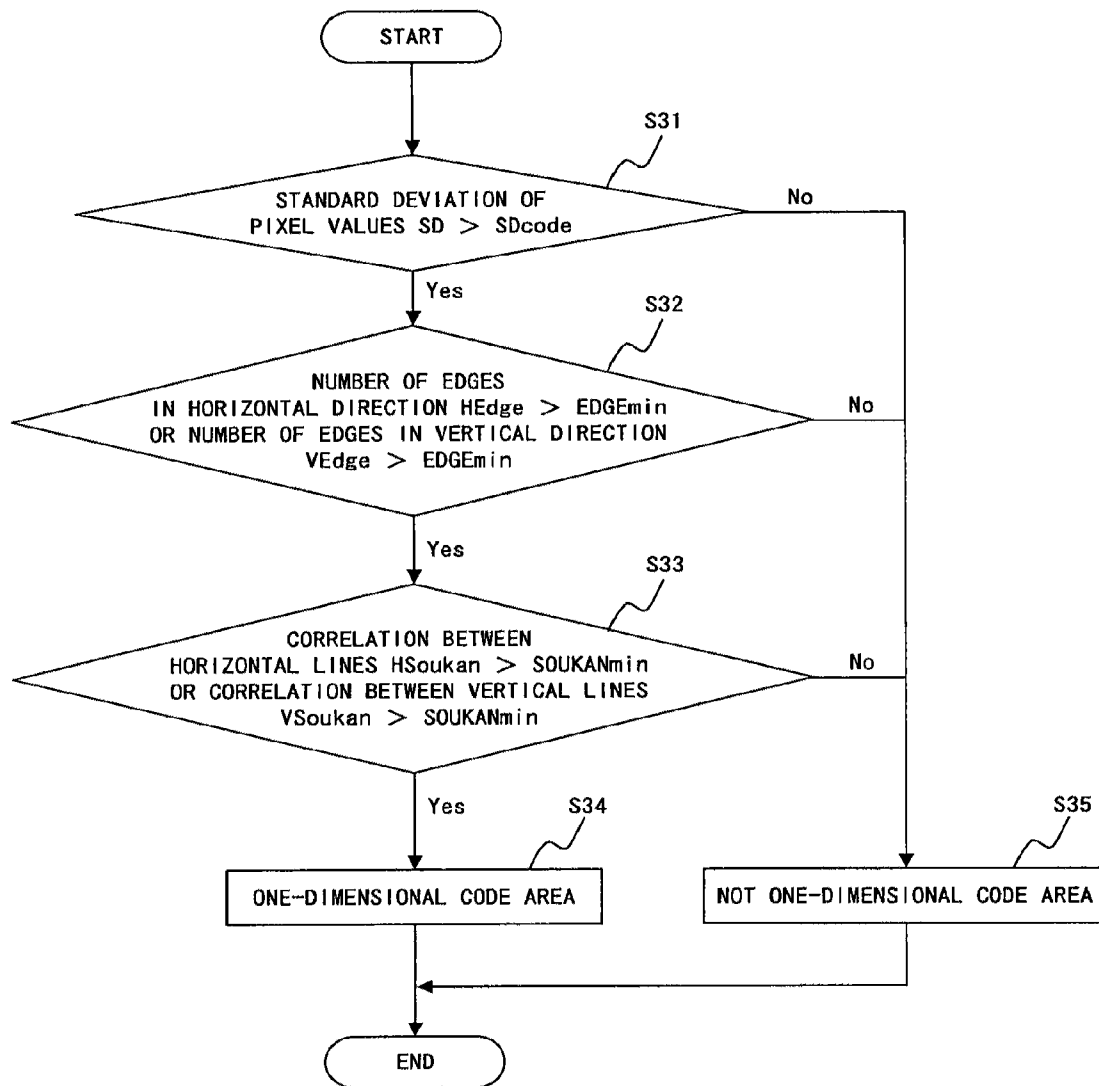 START
S31
STANDARD DEVIATION OF
PIXEL VALUES SD > SDcode
No
Yes
S32
NUMBER OF EDGES
IN HORIZONTAL DIRECTION HEdge > EDGEmin
OR NUMBER OF EDGES IN VERTICAL DIRECTION
VEdge > EDGEmin
No
Yes
S33
CORRELATION BETWEEN
HORIZONTAL LINES HSoukan > SOUKANmin
OR CORRELATION BETWEEN VERTICAL LINES
VSoukan > SOUKANmin
No
Yes
S34
S35
ONE-DIMENSIONAL CODE AREA
NOT ONE-DIMENSIONAL CODE AREA
END